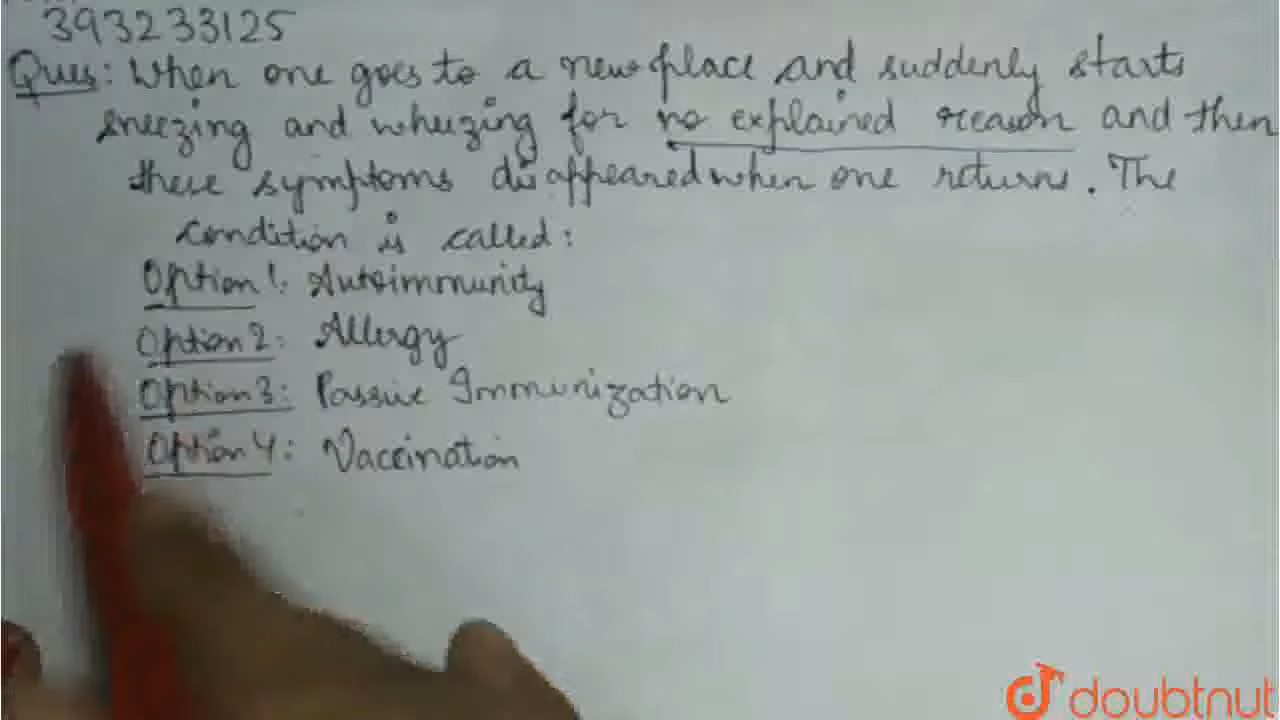 393233125
Ques: When one goes to a new place and suddenly starts
sneezing and wheezing for no explained reason and then
these symptoms disappeared when one returns. The
condition is called:
Option 1: Autoimmunity
Option 2: Allergy
Option 3: Passive Immunization
Option 4: Vaccination
doubtnut